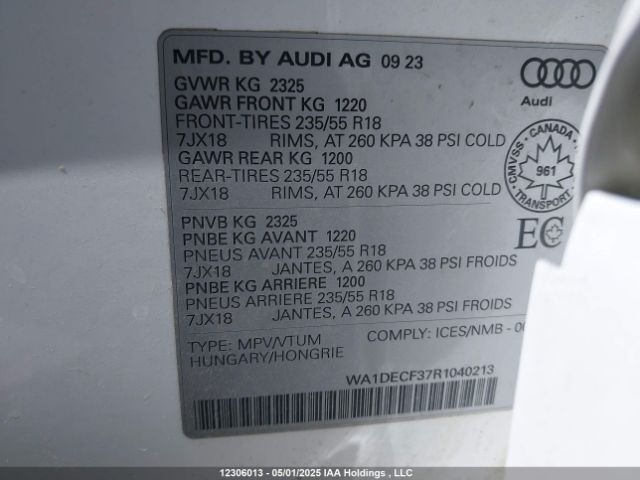 MFD. BY AUDI AG 09 23
Audi
GVWR KG 2325
GAWR FRONT KG 1220
FRONT-TIRES 235/55 R18
7JX18 RIMS, AT 260 KPA 38 PSI COLD
GAWR REAR KG 1200
REAR-TIRES 235/55 R18
7JX18 RIMS, AT 260 KPA 38 PSI COLD
CMVSS - CANADA - NSVAC
961
TRANSPORT
PNVB KG 2325
PNBE KG AVANT 1220
PNEUS AVANT 235/55 R18
7JX18 JANTES, A 260 KPA 38 PSI FROIDS
PNBE KG ARRIERE 1200
PNEUS ARRIERE 235/55 R18
7JX18 JANTES, A 260 KPA 38 PSI FROIDS
EC
TYPE: MPV/VTUM COMPLY: ICES/NMB -
HUNGARY/HONGRIE
WA1DECF37R1040213
12306013 - 05/01/2025 IAA Holdings , LLC